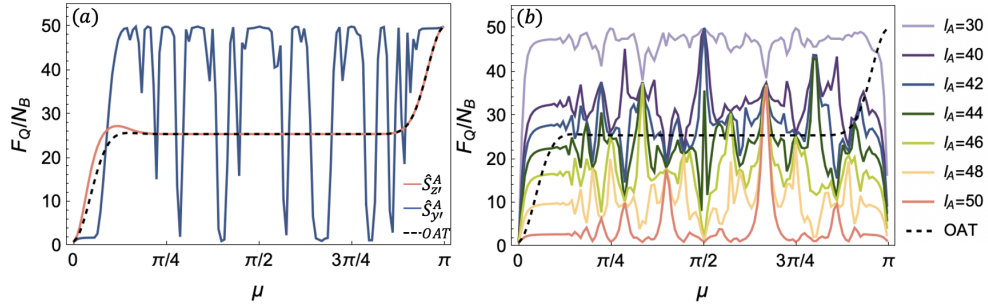 (a)
F_Q/N_B
50
40
30
20
10
0
0
π/4
π/2
3π/4
π
μ
Ŝ^A_z′
Ŝ^A_y′
OAT
(b)
F_Q/N_B
50
40
30
20
10
0
0
π/4
π/2
3π/4
π
μ
l_A=30
l_A=40
l_A=42
l_A=44
l_A=46
l_A=48
l_A=50
OAT